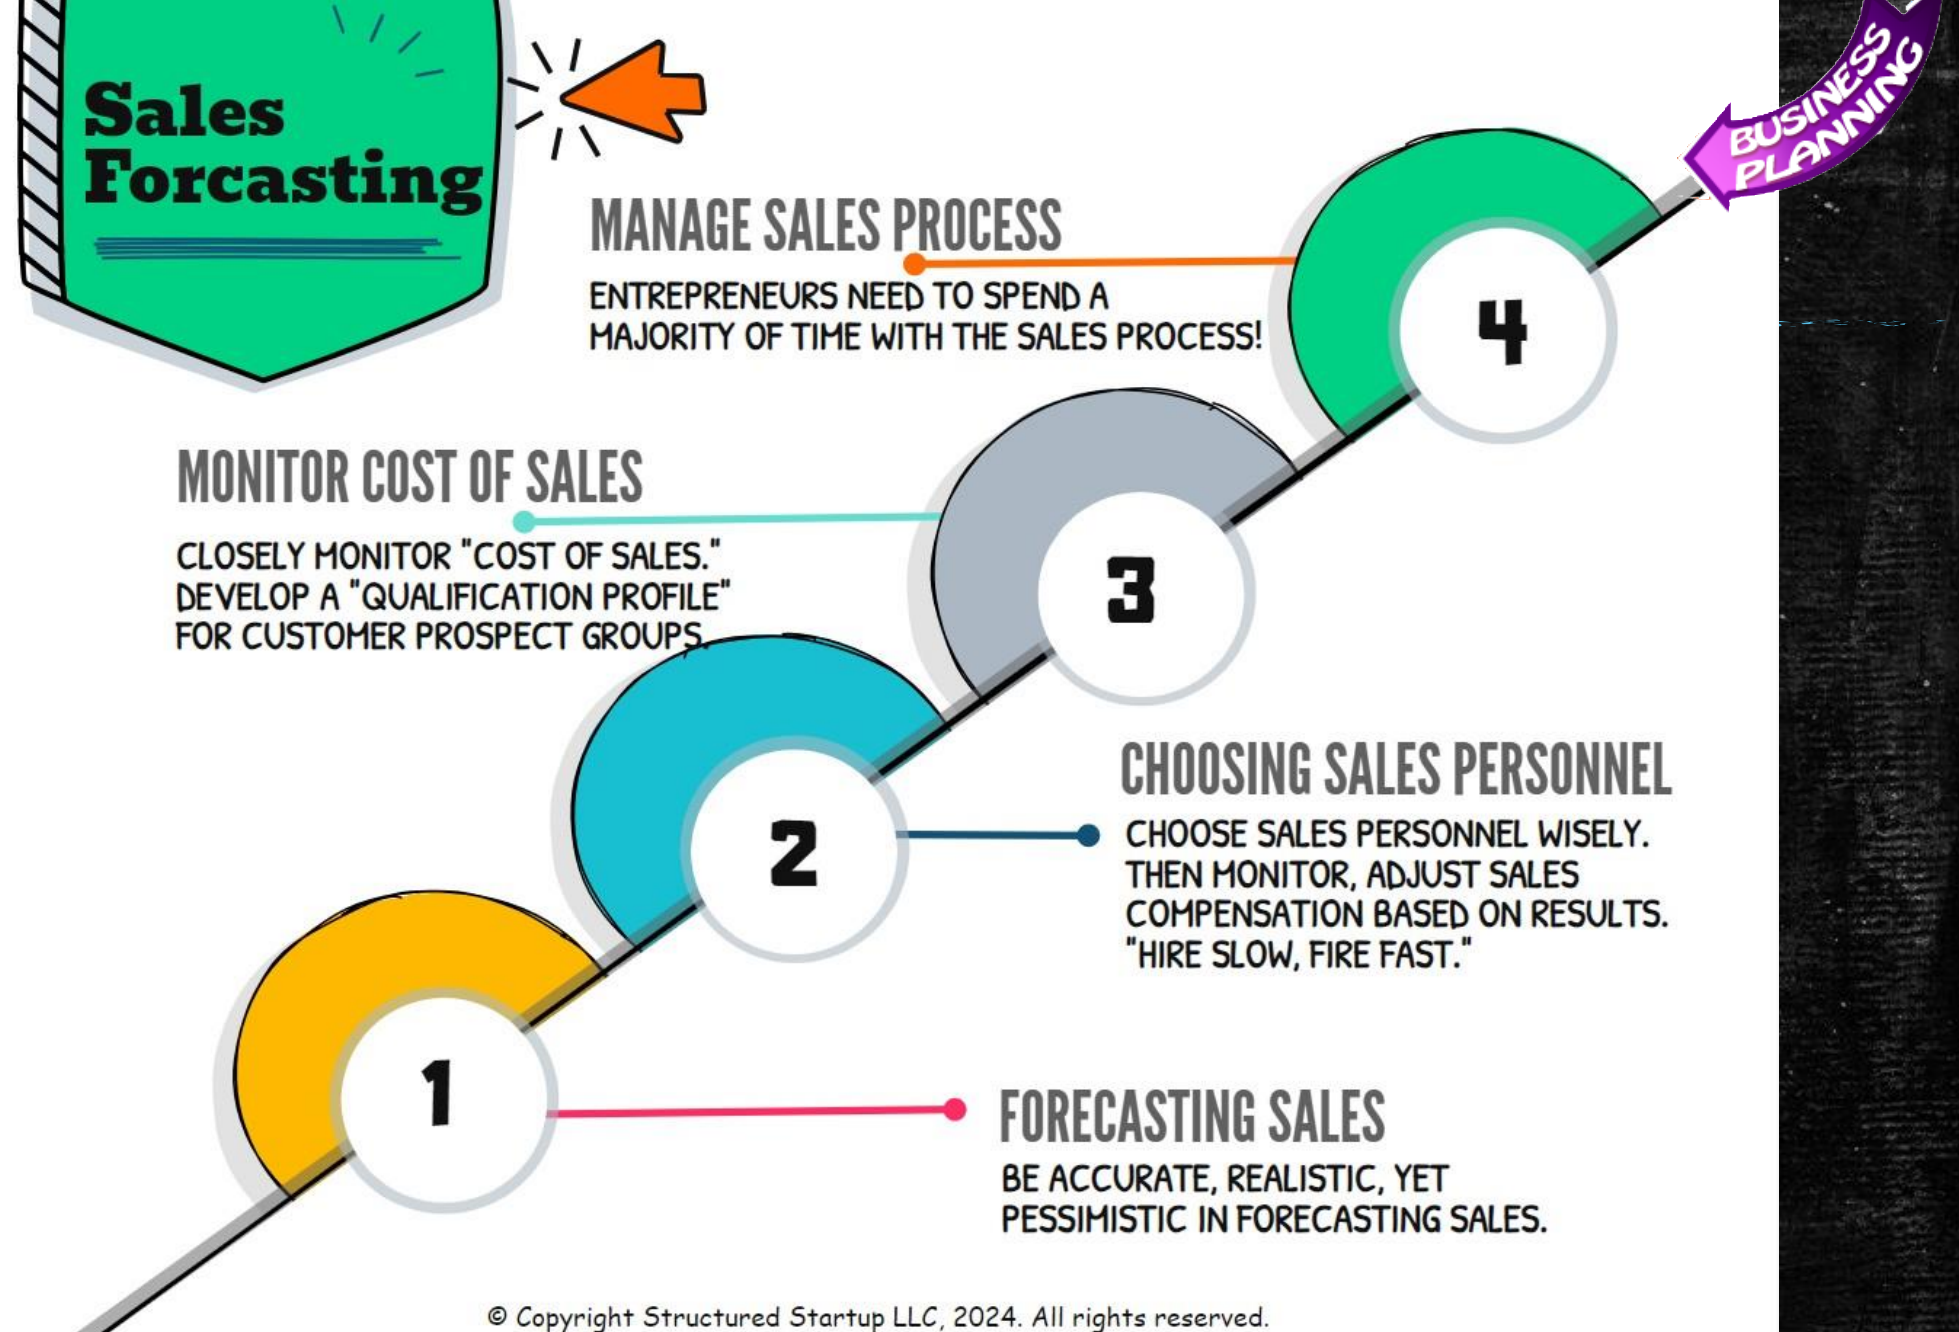 Sales
Forcasting
BUSINESS
PLANNING
MANAGE SALES PROCESS
ENTREPRENEURS NEED TO SPEND A
MAJORITY OF TIME WITH THE SALES PROCESS!
4
MONITOR COST OF SALES
CLOSELY MONITOR "COST OF SALES."
DEVELOP A "QUALIFICATION PROFILE"
FOR CUSTOMER PROSPECT GROUPS.
3
CHOOSING SALES PERSONNEL
CHOOSE SALES PERSONNEL WISELY.
THEN MONITOR, ADJUST SALES
COMPENSATION BASED ON RESULTS.
"HIRE SLOW, FIRE FAST."
2
1
FORECASTING SALES
BE ACCURATE, REALISTIC, YET
PESSIMISTIC IN FORECASTING SALES.
© Copyright Structured Startup LLC, 2024. All rights reserved.